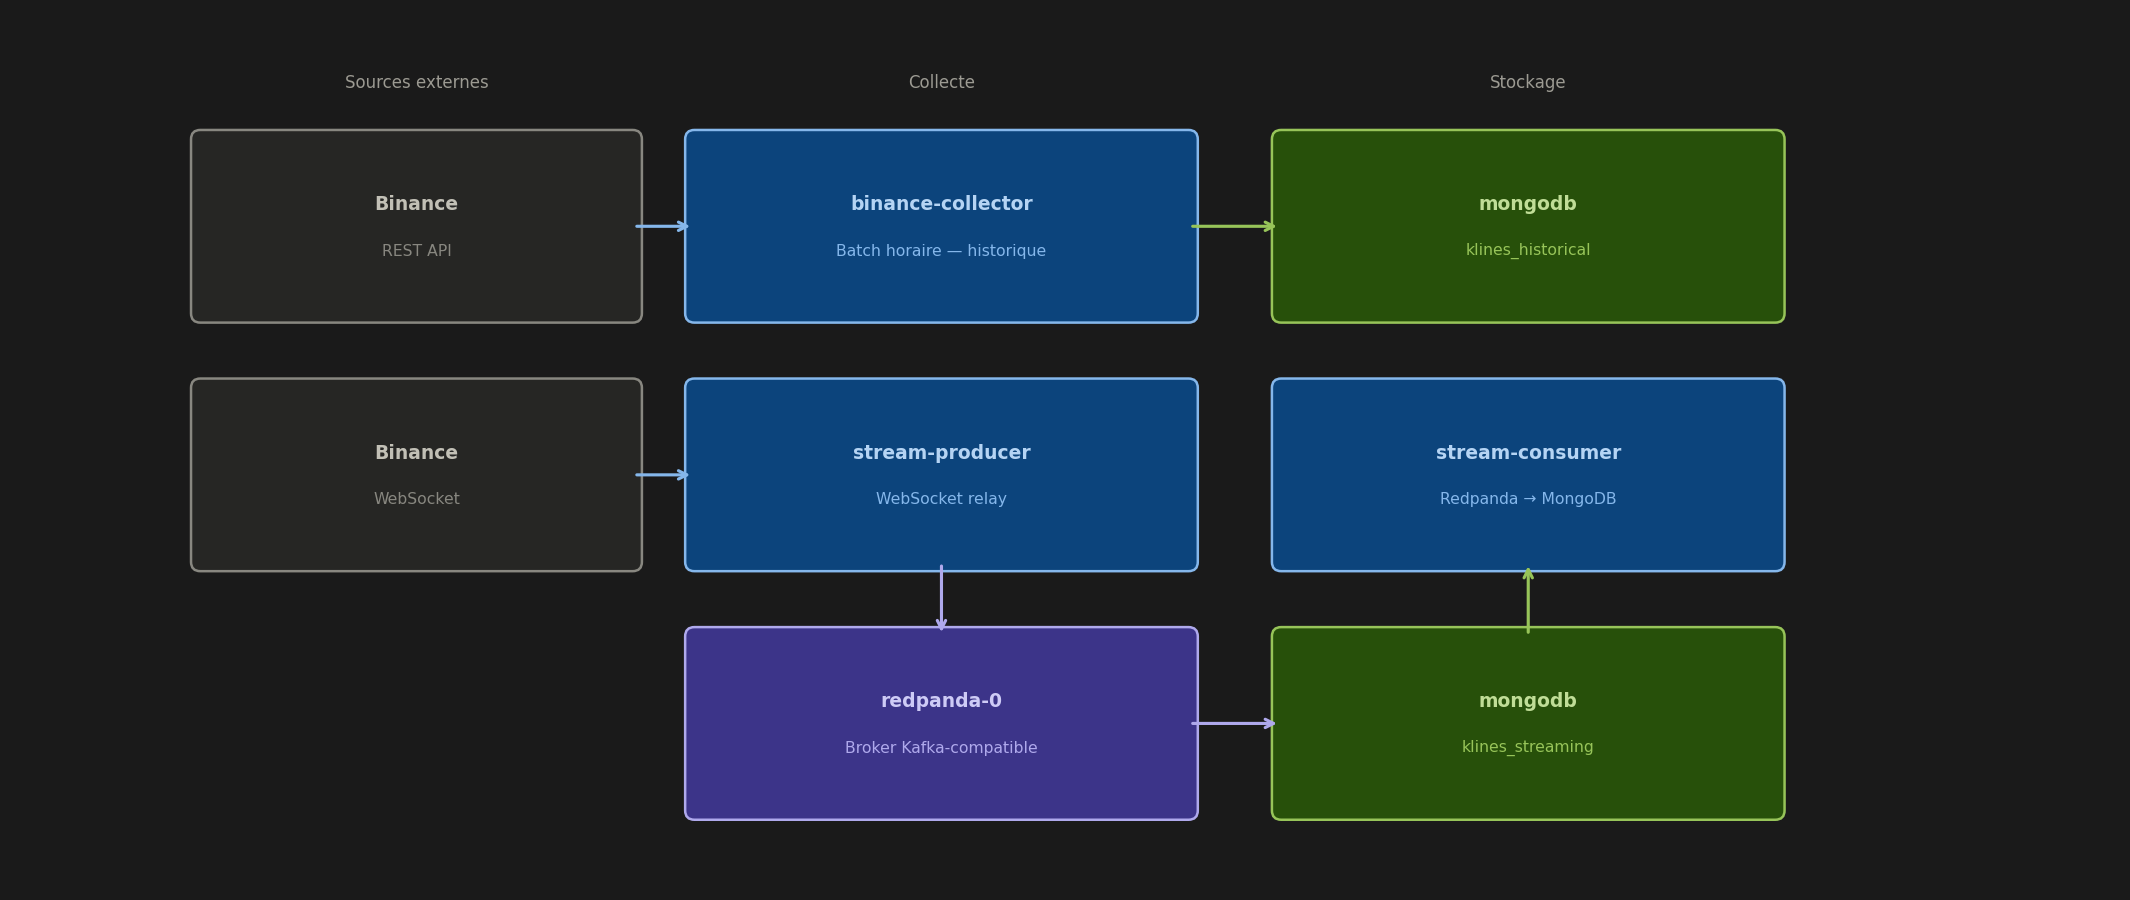 Sources externes
Collecte
Stockage
Binance
REST API
binance-collector
Batch horaire — historique
mongodb
klines_historical
Binance
WebSocket
stream-producer
WebSocket relay
stream-consumer
Redpanda → MongoDB
redpanda-0
Broker Kafka-compatible
mongodb
klines_streaming